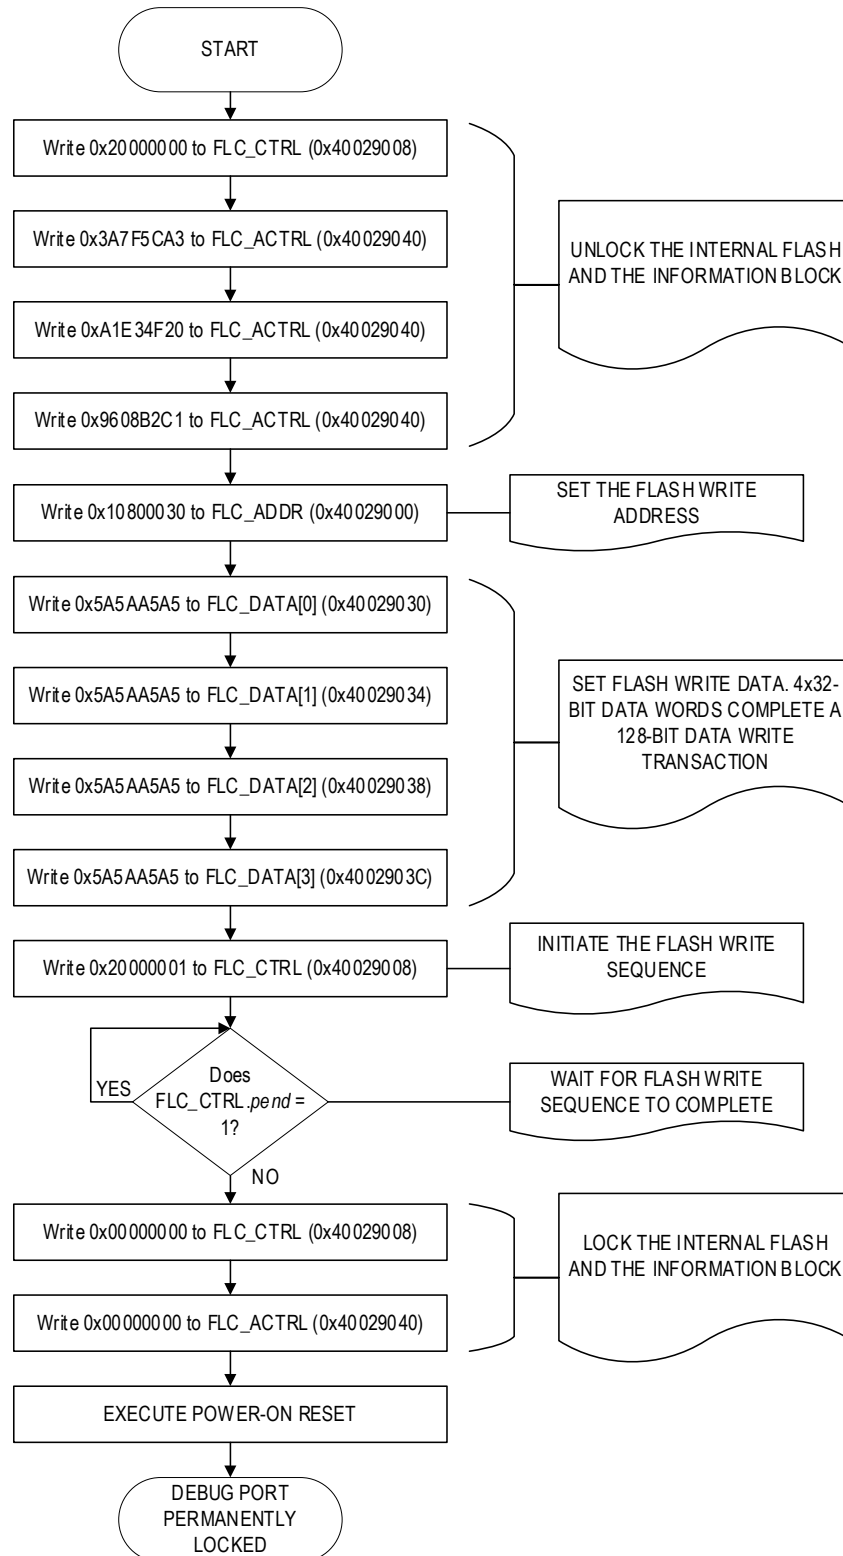 START
Write 0x20000000 to FLC_CTRL (0x40029008)
Write 0x3A7F5CA3 to FLC_ACTRL (0x40029040)
UNLOCK THE INTERNAL FLASH
AND THE INFORMATION BLOCK
Write 0xA1E34F20 to FLC_ACTRL (0x40029040)
Write 0x9608B2C1 to FLC_ACTRL (0x40029040)
Write 0x10800030 to FLC_ADDR (0x40029000)
SET THE FLASH WRITE
ADDRESS
Write 0x5A5AA5A5 to FLC_DATA[0] (0x40029030)
Write 0x5A5AA5A5 to FLC_DATA[1] (0x40029034)
SET FLASH WRITE DATA. 4x32-
BIT DATA WORDS COMPLETE A
128-BIT DATA WRITE
TRANSACTION
Write 0x5A5AA5A5 to FLC_DATA[2] (0x40029038)
Write 0x5A5AA5A5 to FLC_DATA[3] (0x4002903C)
Write 0x20000001 to FLC_CTRL (0x40029008)
INITIATE THE FLASH WRITE
SEQUENCE
Does
FLC_CTRL.pend =
1?
YES
NO
WAIT FOR FLASH WRITE
SEQUENCE TO COMPLETE
Write 0x00000000 to FLC_CTRL (0x40029008)
LOCK THE INTERNAL FLASH
AND THE INFORMATION BLOCK
Write 0x00000000 to FLC_ACTRL (0x40029040)
EXECUTE POWER-ON RESET
DEBUG PORT
PERMANENTLY
LOCKED